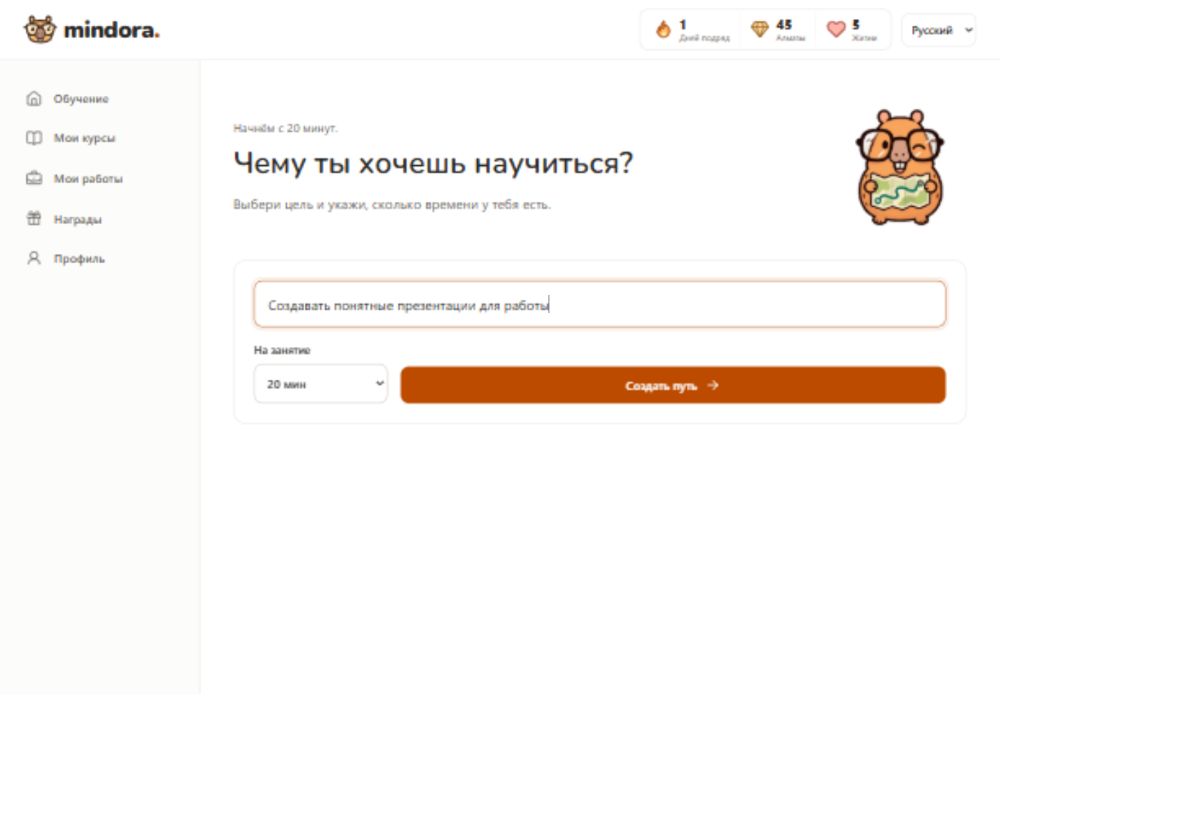 mindora.
1
Дней подряд
45
Алмазы
5
Жизни
Русский
Обучение
Мои курсы
Мои работы
Награды
Профиль
Начнём с 20 минут.
Чему ты хочешь научиться?
Выбери цель и укажи, сколько времени у тебя есть.
Создавать понятные презентации для работы
На занятие
20 мин
Создать путь →